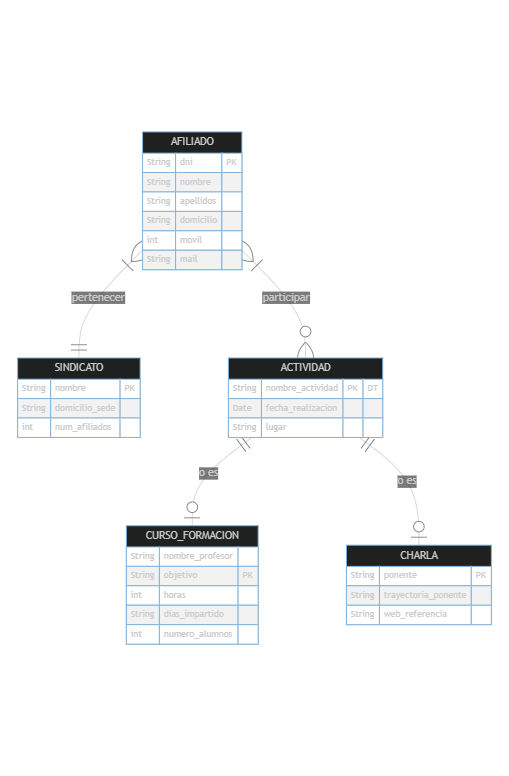 AFILIADO
String dni PK
String nombre
String apellidos
String domicilio
int movil
String mail
pertenecer
participar
SINDICATO
String nombre PK
String domicilio_sede
int num_afiliados
ACTIVIDAD
String nombre_actividad PK DT
Date fecha_realizacion
String lugar
o es
o es
CURSO_FORMACION
String nombre_profesor
String objetivo PK
int horas
String dias_impartido
int numero_alumnos
CHARLA
String ponente PK
String trayectoria_ponente
String web_referencia